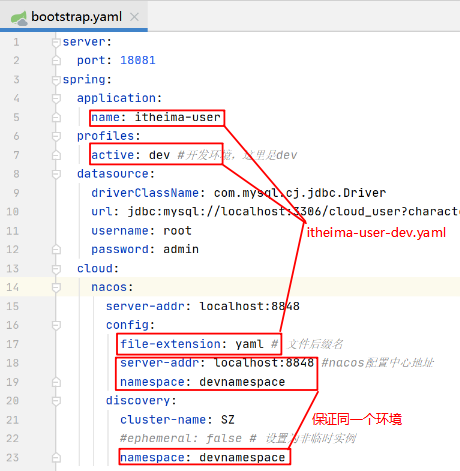 bootstrap.yaml
1 server:
2 port: 18081
3 spring:
4 application:
5 name: itheima-user
6 profiles:
7 active: dev #开发环境，这里是dev
8 datasource:
9 driverClassName: com.mysql.cj.jdbc.Driver
10 url: jdbc:mysql://localhost:3306/cloud_user?characte
11 username: root
itheima-user-dev.yaml
12 password: admin
13 cloud:
14 nacos:
15 server-addr: localhost:8848
16 config:
17 file-extension: yaml # 文件后缀名
18 server-addr: localhost:8848 #nacos配置中心地址
19 namespace: devnamespace
20 discovery:
21 cluster-name: SZ
保证同一个环境
22 #ephemeral: false # 设置为非临时实例
23 namespace: devnamespace